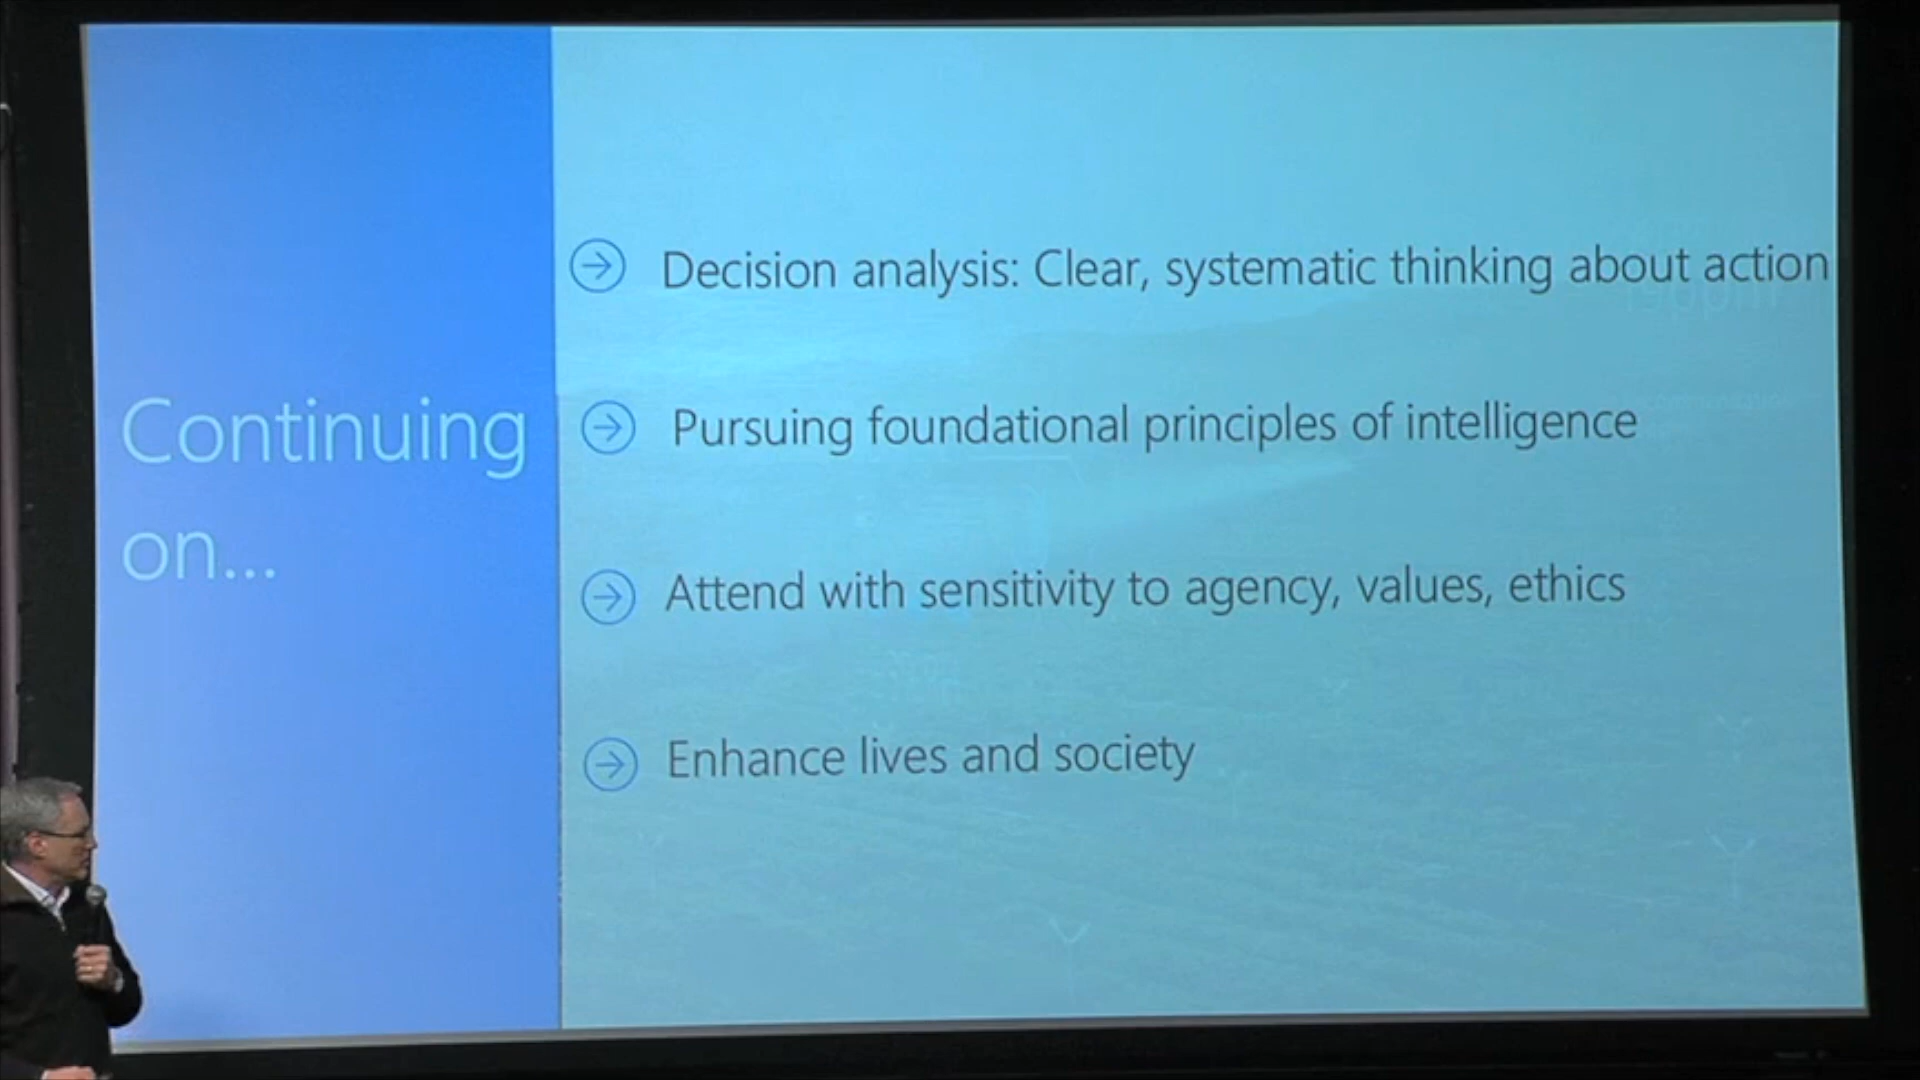 Continuing
on...
Decision analysis: Clear, systematic thinking about action
Pursuing foundational principles of intelligence
Attend with sensitivity to agency, values, ethics
Enhance lives and society